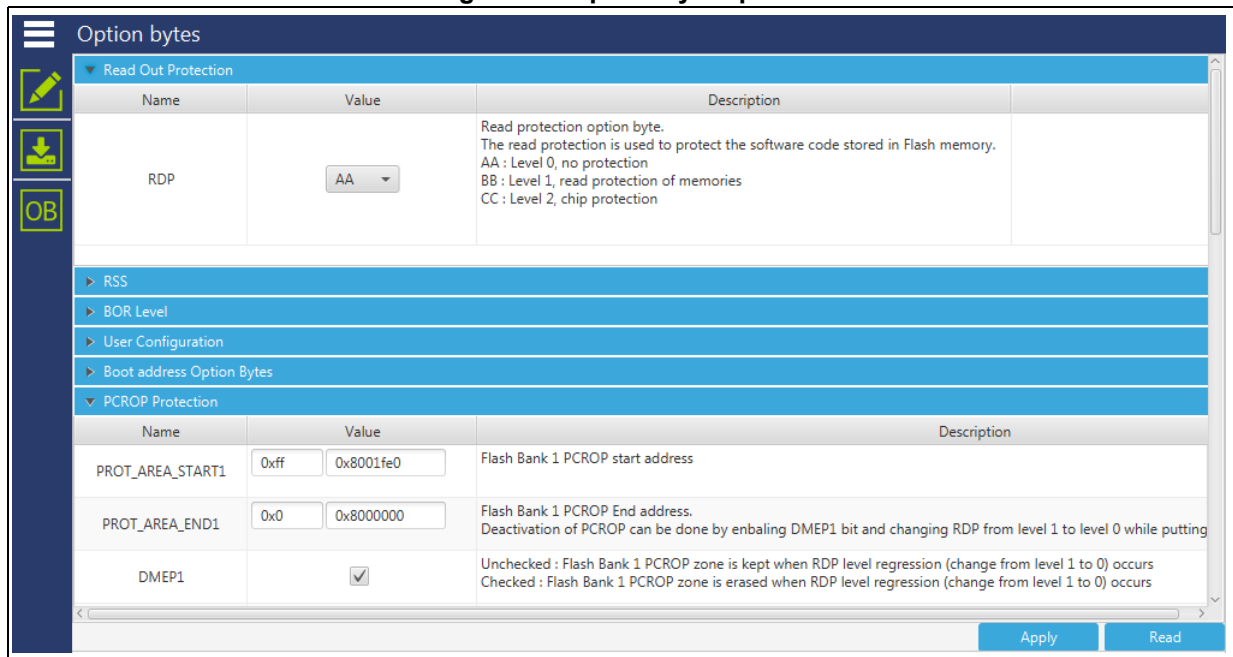 Option bytes
Read Out Protection
Name Value Description
RDP AA
Read protection option byte.
The read protection is used to protect the software code stored in Flash memory.
AA : Level 0, no protection
BB : Level 1, read protection of memories
CC : Level 2, chip protection
OB
RSS
BOR Level
User Configuration
Boot address Option Bytes
PCROP Protection
Name Value Description
PROT_AREA_START1 0xff 0x8001fe0 Flash Bank 1 PCROP start address
PROT_AREA_END1 0x0 0x8000000 Flash Bank 1 PCROP End address.
Deactivation of PCROP can be done by enbaling DMEP1 bit and changing RDP from level 1 to level 0 while putting
DMEP1
Unchecked : Flash Bank 1 PCROP zone is kept when RDP level regression (change from level 1 to 0) occurs
Checked : Flash Bank 1 PCROP zone is erased when RDP level regression (change from level 1 to 0) occurs
Apply Read